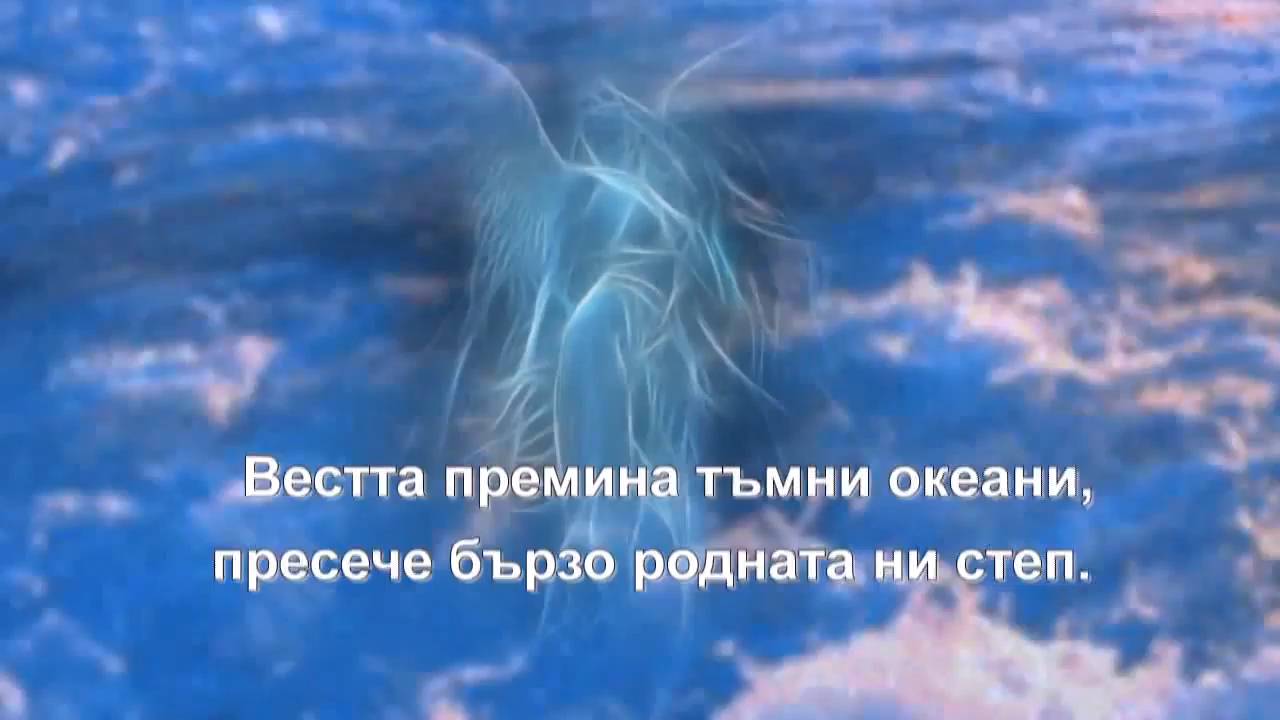 Вестта премина тъмни океани,
пресече бързо родната ни степ.